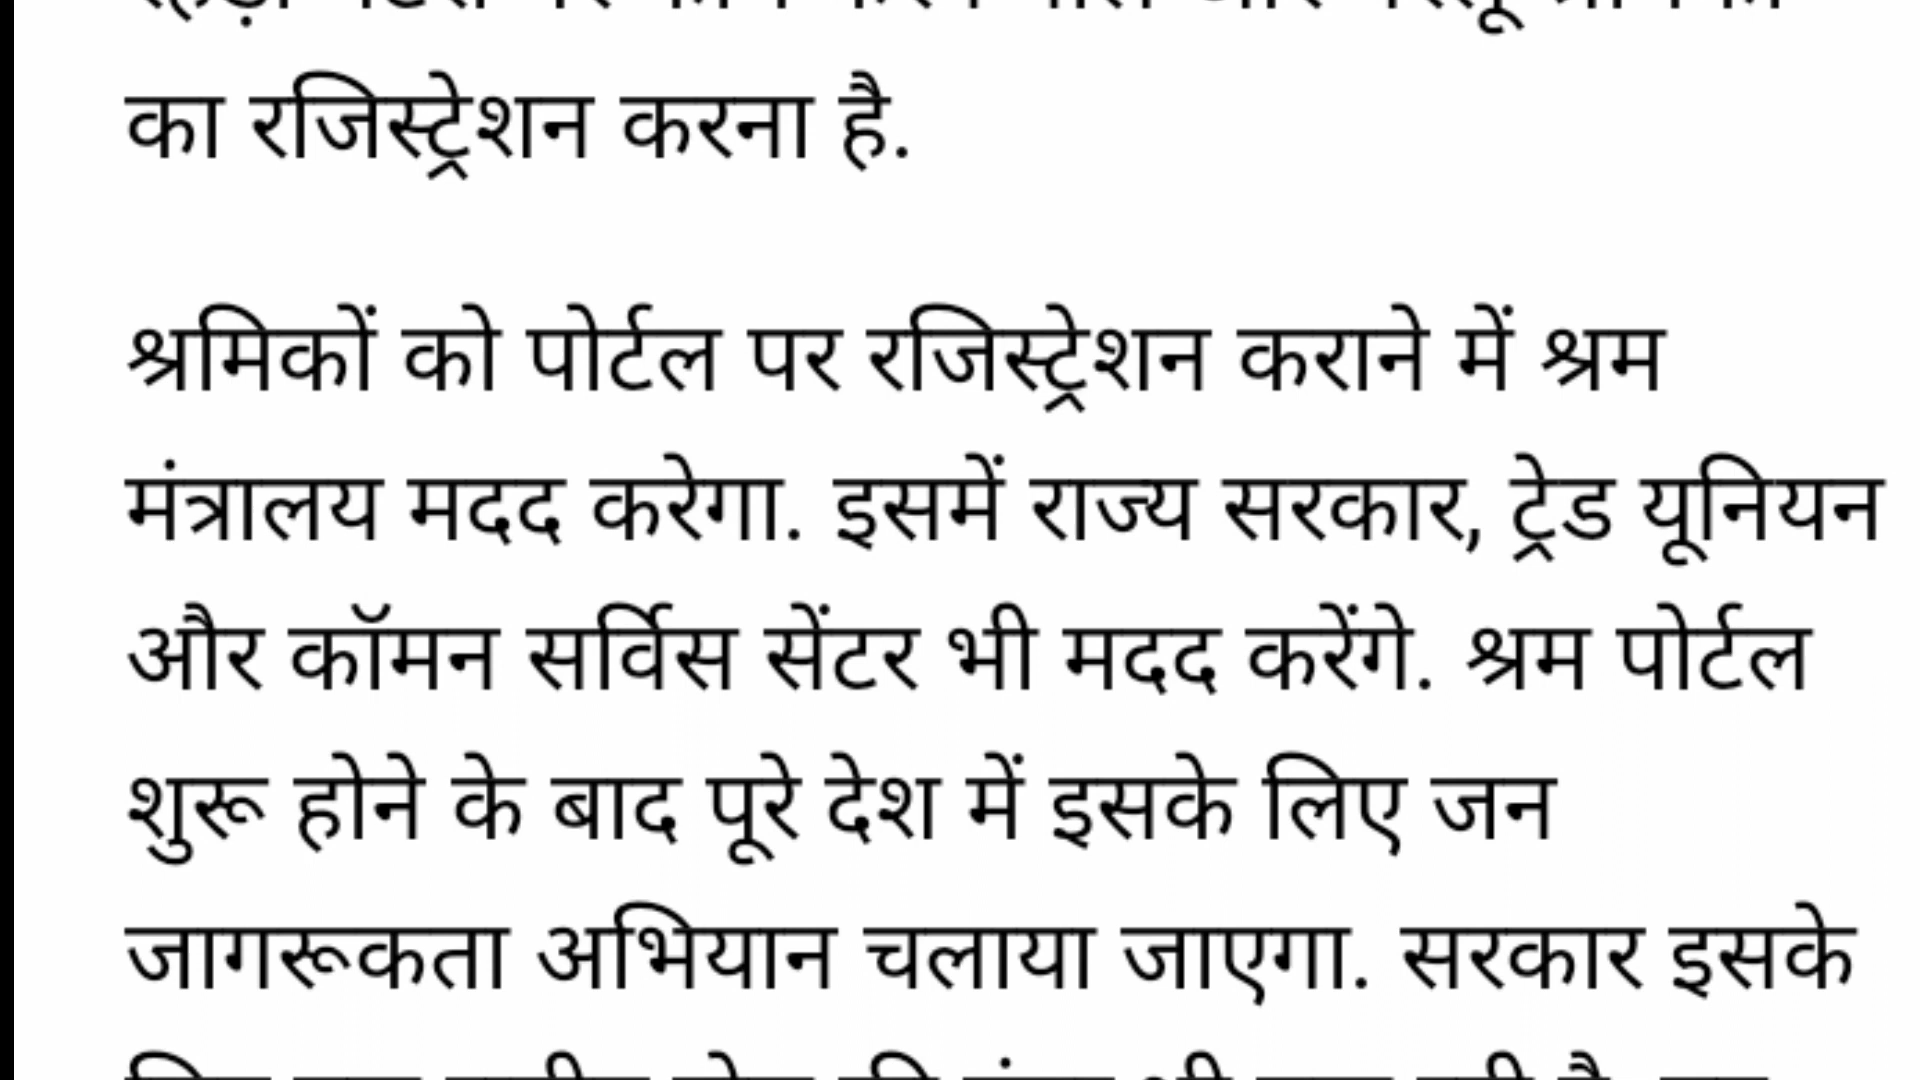 का रजिस्ट्रेशन करना है.
श्रमिकों को पोर्टल पर रजिस्ट्रेशन कराने में श्रम
मंत्रालय मदद करेगा. इसमें राज्य सरकार, ट्रेड यूनियन
और कॉमन सर्विस सेंटर भी मदद करेंगे. श्रम पोर्टल
शुरू होने के बाद पूरे देश में इसके लिए जन
जागरूकता अभियान चलाया जाएगा. सरकार इसके